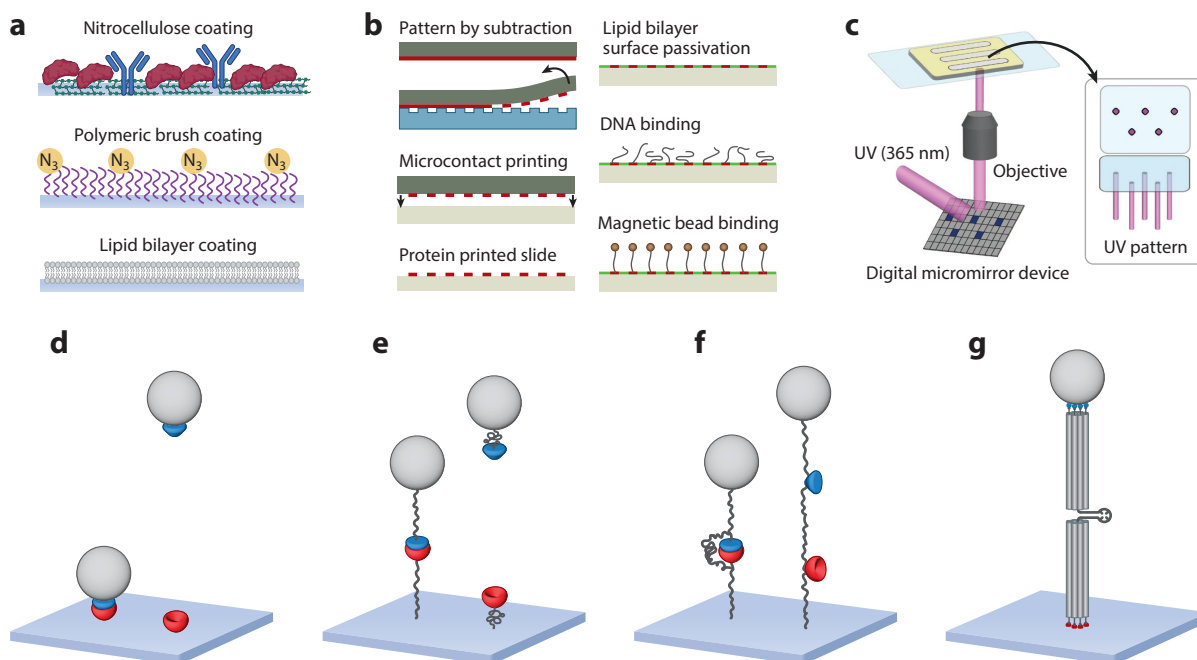 a
Nitrocellulose coating
Polymeric brush coating
N3
N3
N3
N3
Lipid bilayer coating
b
Pattern by subtraction
Microcontact printing
Protein printed slide
Lipid bilayer
surface passivation
DNA binding
Magnetic bead binding
c
UV (365 nm)
Objective
Digital micromirror device
UV pattern
d
e
f
g